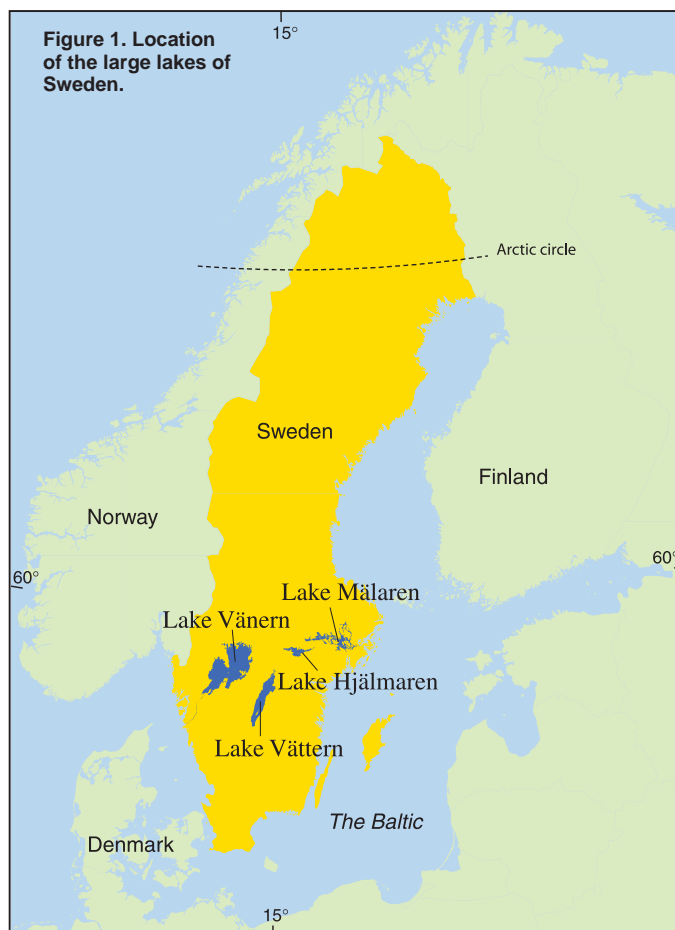 Figure 1. Location
of the large lakes of
Sweden.
15°
Arctic circle
Sweden
Finland
Norway
60°
60°
Lake Mälaren
Lake Vänern
Lake Hjälmaren
Lake Vättern
The Baltic
Denmark
15°